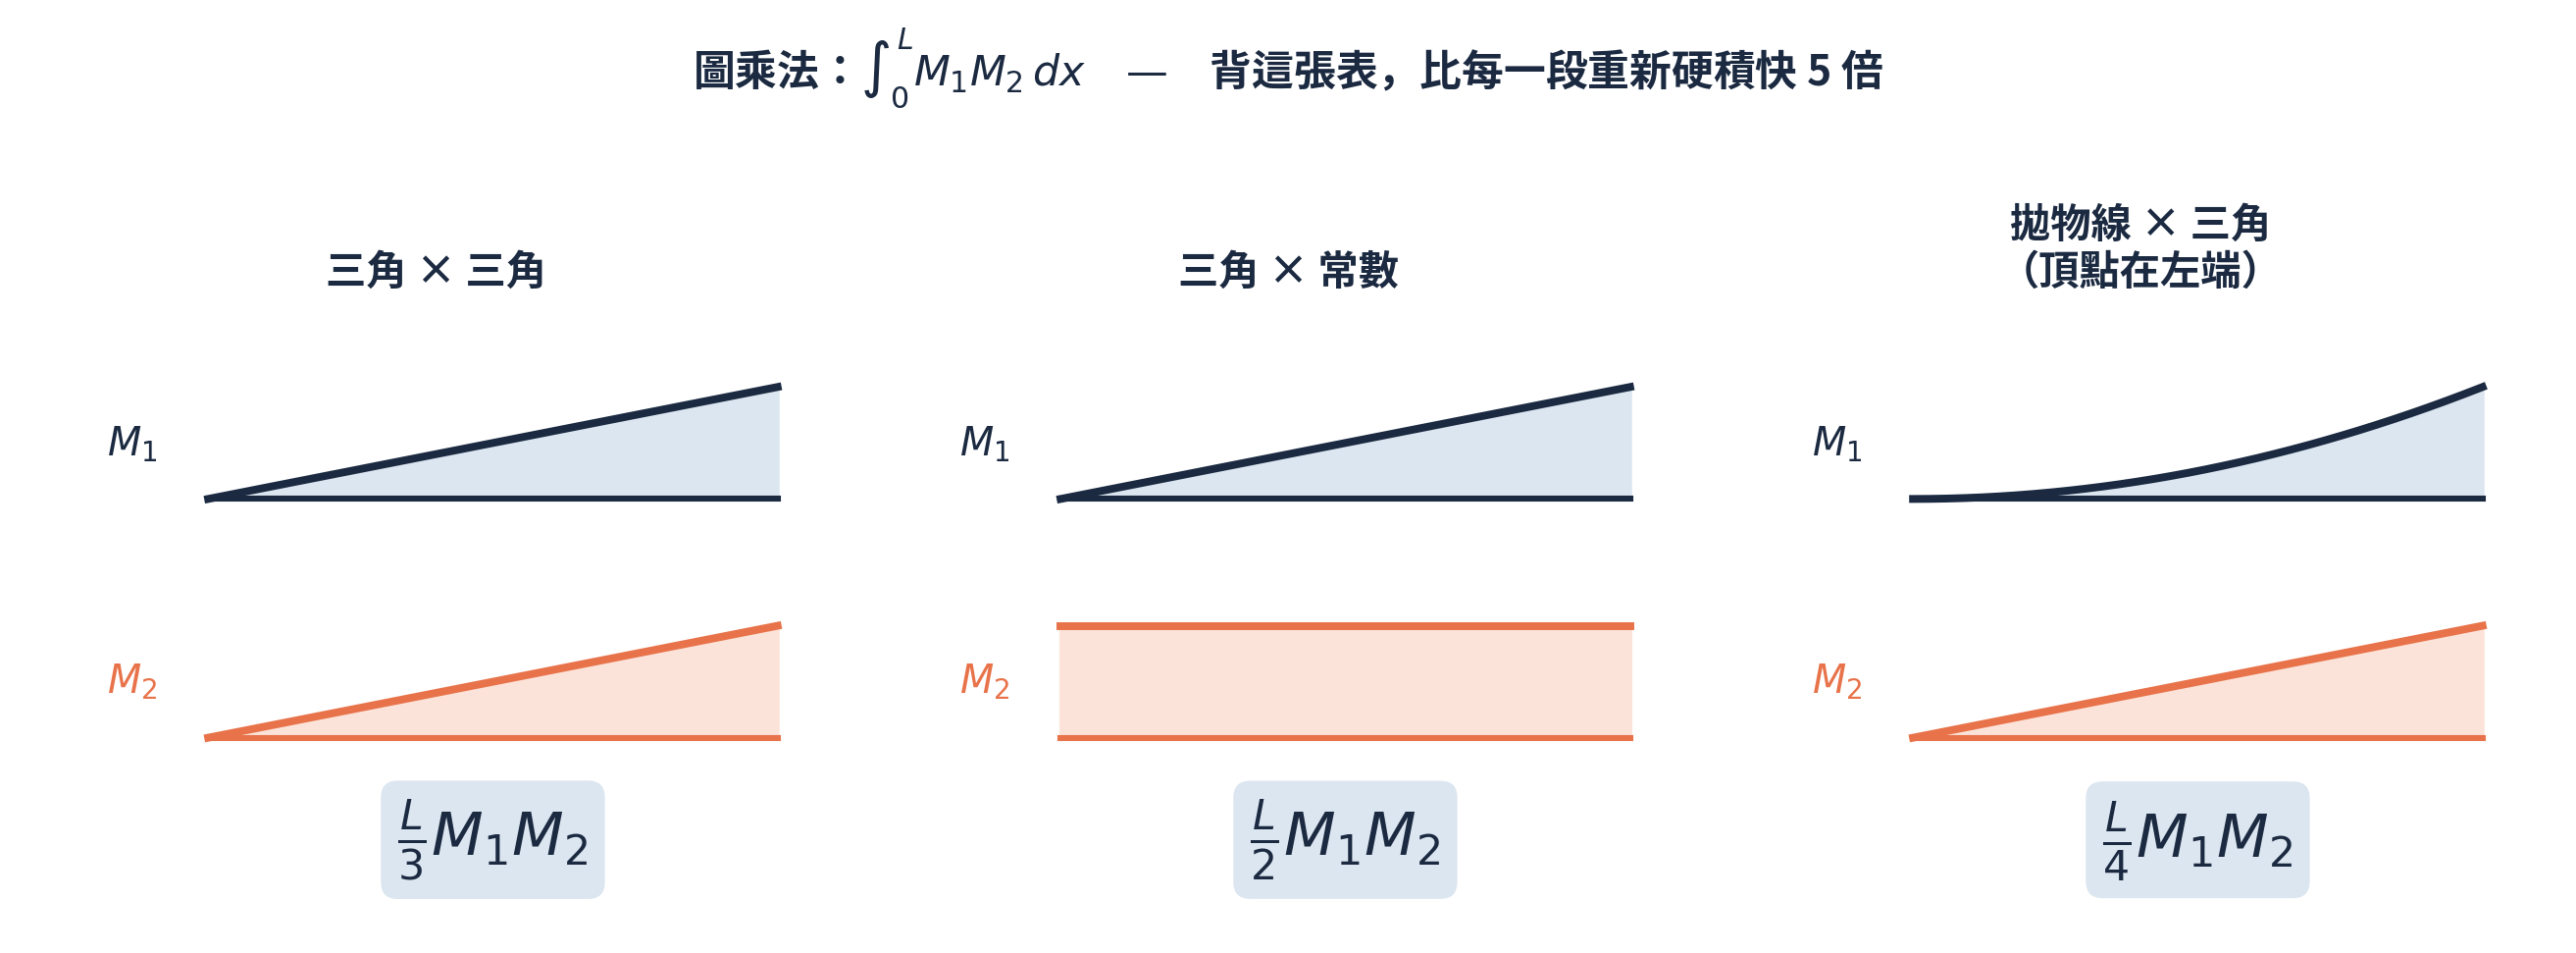 圖乘法：∫₀ᴸ M₁M₂ dx — 背這張表，比每一段重新硬積快 5 倍
三角 × 三角
M₁
M₂
L/3 M₁M₂
三角 × 常數
M₁
M₂
L/2 M₁M₂
拋物線 × 三角
（頂點在左端）
M₁
M₂
L/4 M₁M₂